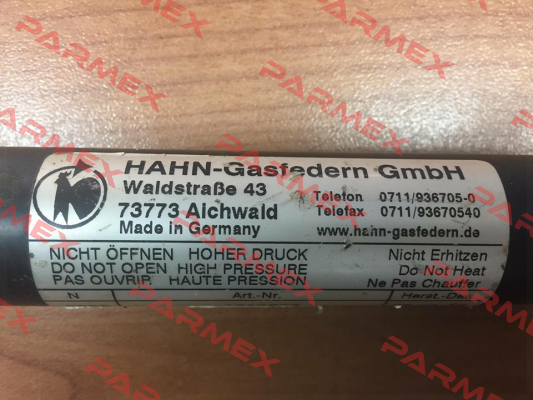 HAHN-Gasfedern GmbH
Waldstraße 43
73773 Aichwald
Made in Germany
Telefon 0711/936705-0
Telefax 0711/93670540
www.hahn-gasfedern.de
NICHT ÖFFNEN HOHER DRUCK Nicht Erhitzen
DO NOT OPEN HIGH PRESSURE Do Not Heat
PAS OUVRIR HAUTE PRESSION Ne Pas Chauffer
N Art.-Nr.
PARMEX
PARMEX
PARMEX
PARMEX
PARMEX
PARMEX